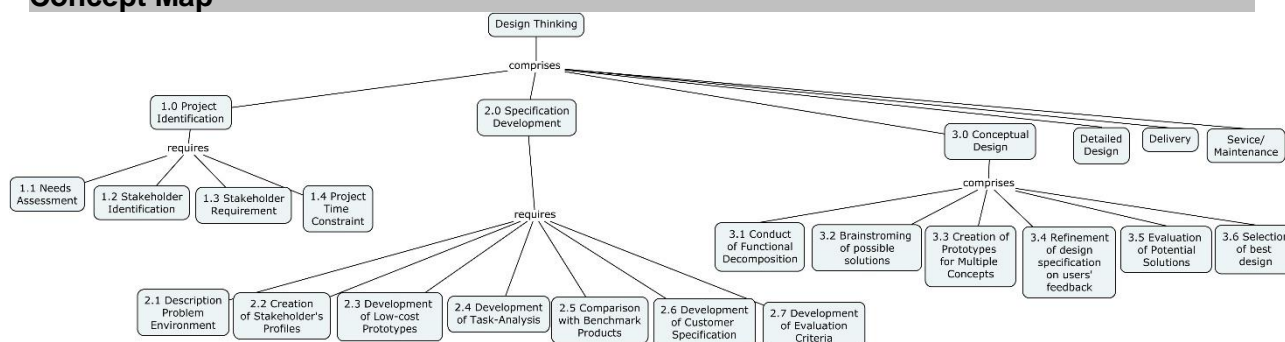 Concept Map
Design Thinking
comprises
1.0 Project
Identification
2.0 Specification
Development
3.0 Conceptual
Design
Detailed
Design
Delivery
Sevice/
Maintenance
requires
1.1 Needs
Assessment
1.2 Stakeholder
Identification
1.3 Stakeholder
Requirement
1.4 Project
Time
Constraint
requires
2.1 Description
Problem
Environment
2.2 Creation
of Stakeholder's
Profiles
2.3 Development
of Low-cost
Prototypes
2.4 Development
of Task-Analysis
2.5 Comparison
with Benchmark
Products
2.6 Development
of Customer
Specification
2.7 Development
of Evaluation
Criteria
comprises
3.1 Conduct
of Functional
Decomposition
3.2 Brainstroming
of possible
solutions
3.3 Creation of
Prototypes
for Multiple
Concepts
3.4 Refinement
of design
specification
on users'
feedback
3.5 Evaluation
of Potential
Solutions
3.6 Selection
of best
design